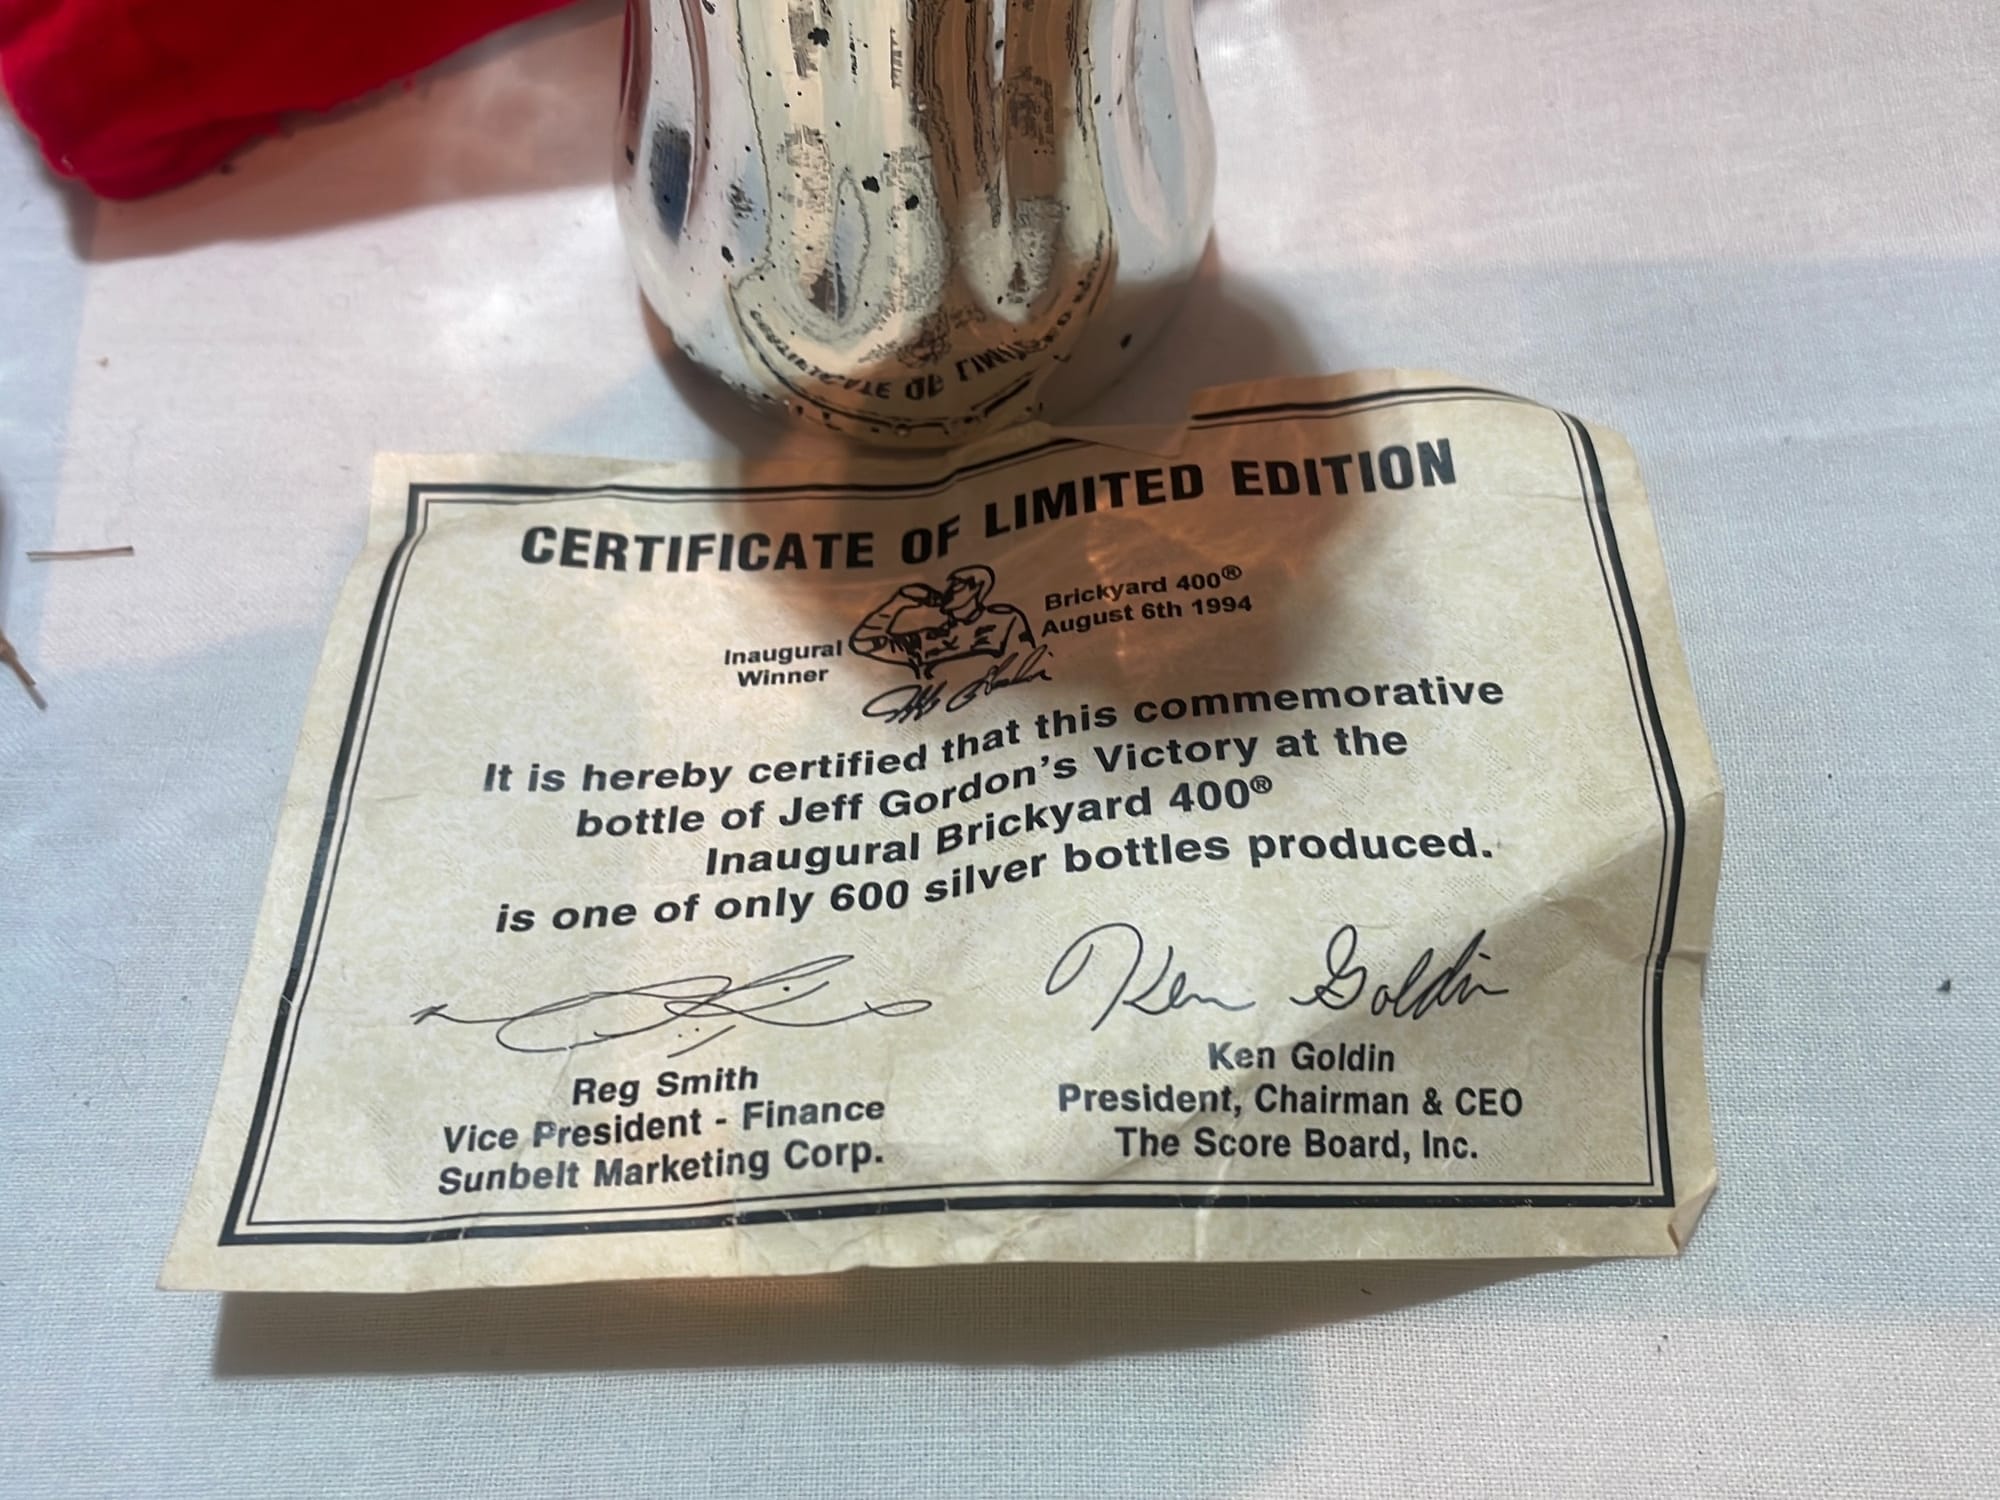 CERTIFICATE OF LIMITED EDITION
Inaugural
Winner
Brickyard 400®
August 6th 1994
It is hereby certified that this commemorative
bottle of Jeff Gordon's Victory at the
Inaugural Brickyard 400®
is one of only 600 silver bottles produced.
Ken Goldin
Reg Smith
Vice President - Finance
Sunbelt Marketing Corp.
Ken Goldin
President, Chairman & CEO
The Score Board, Inc.